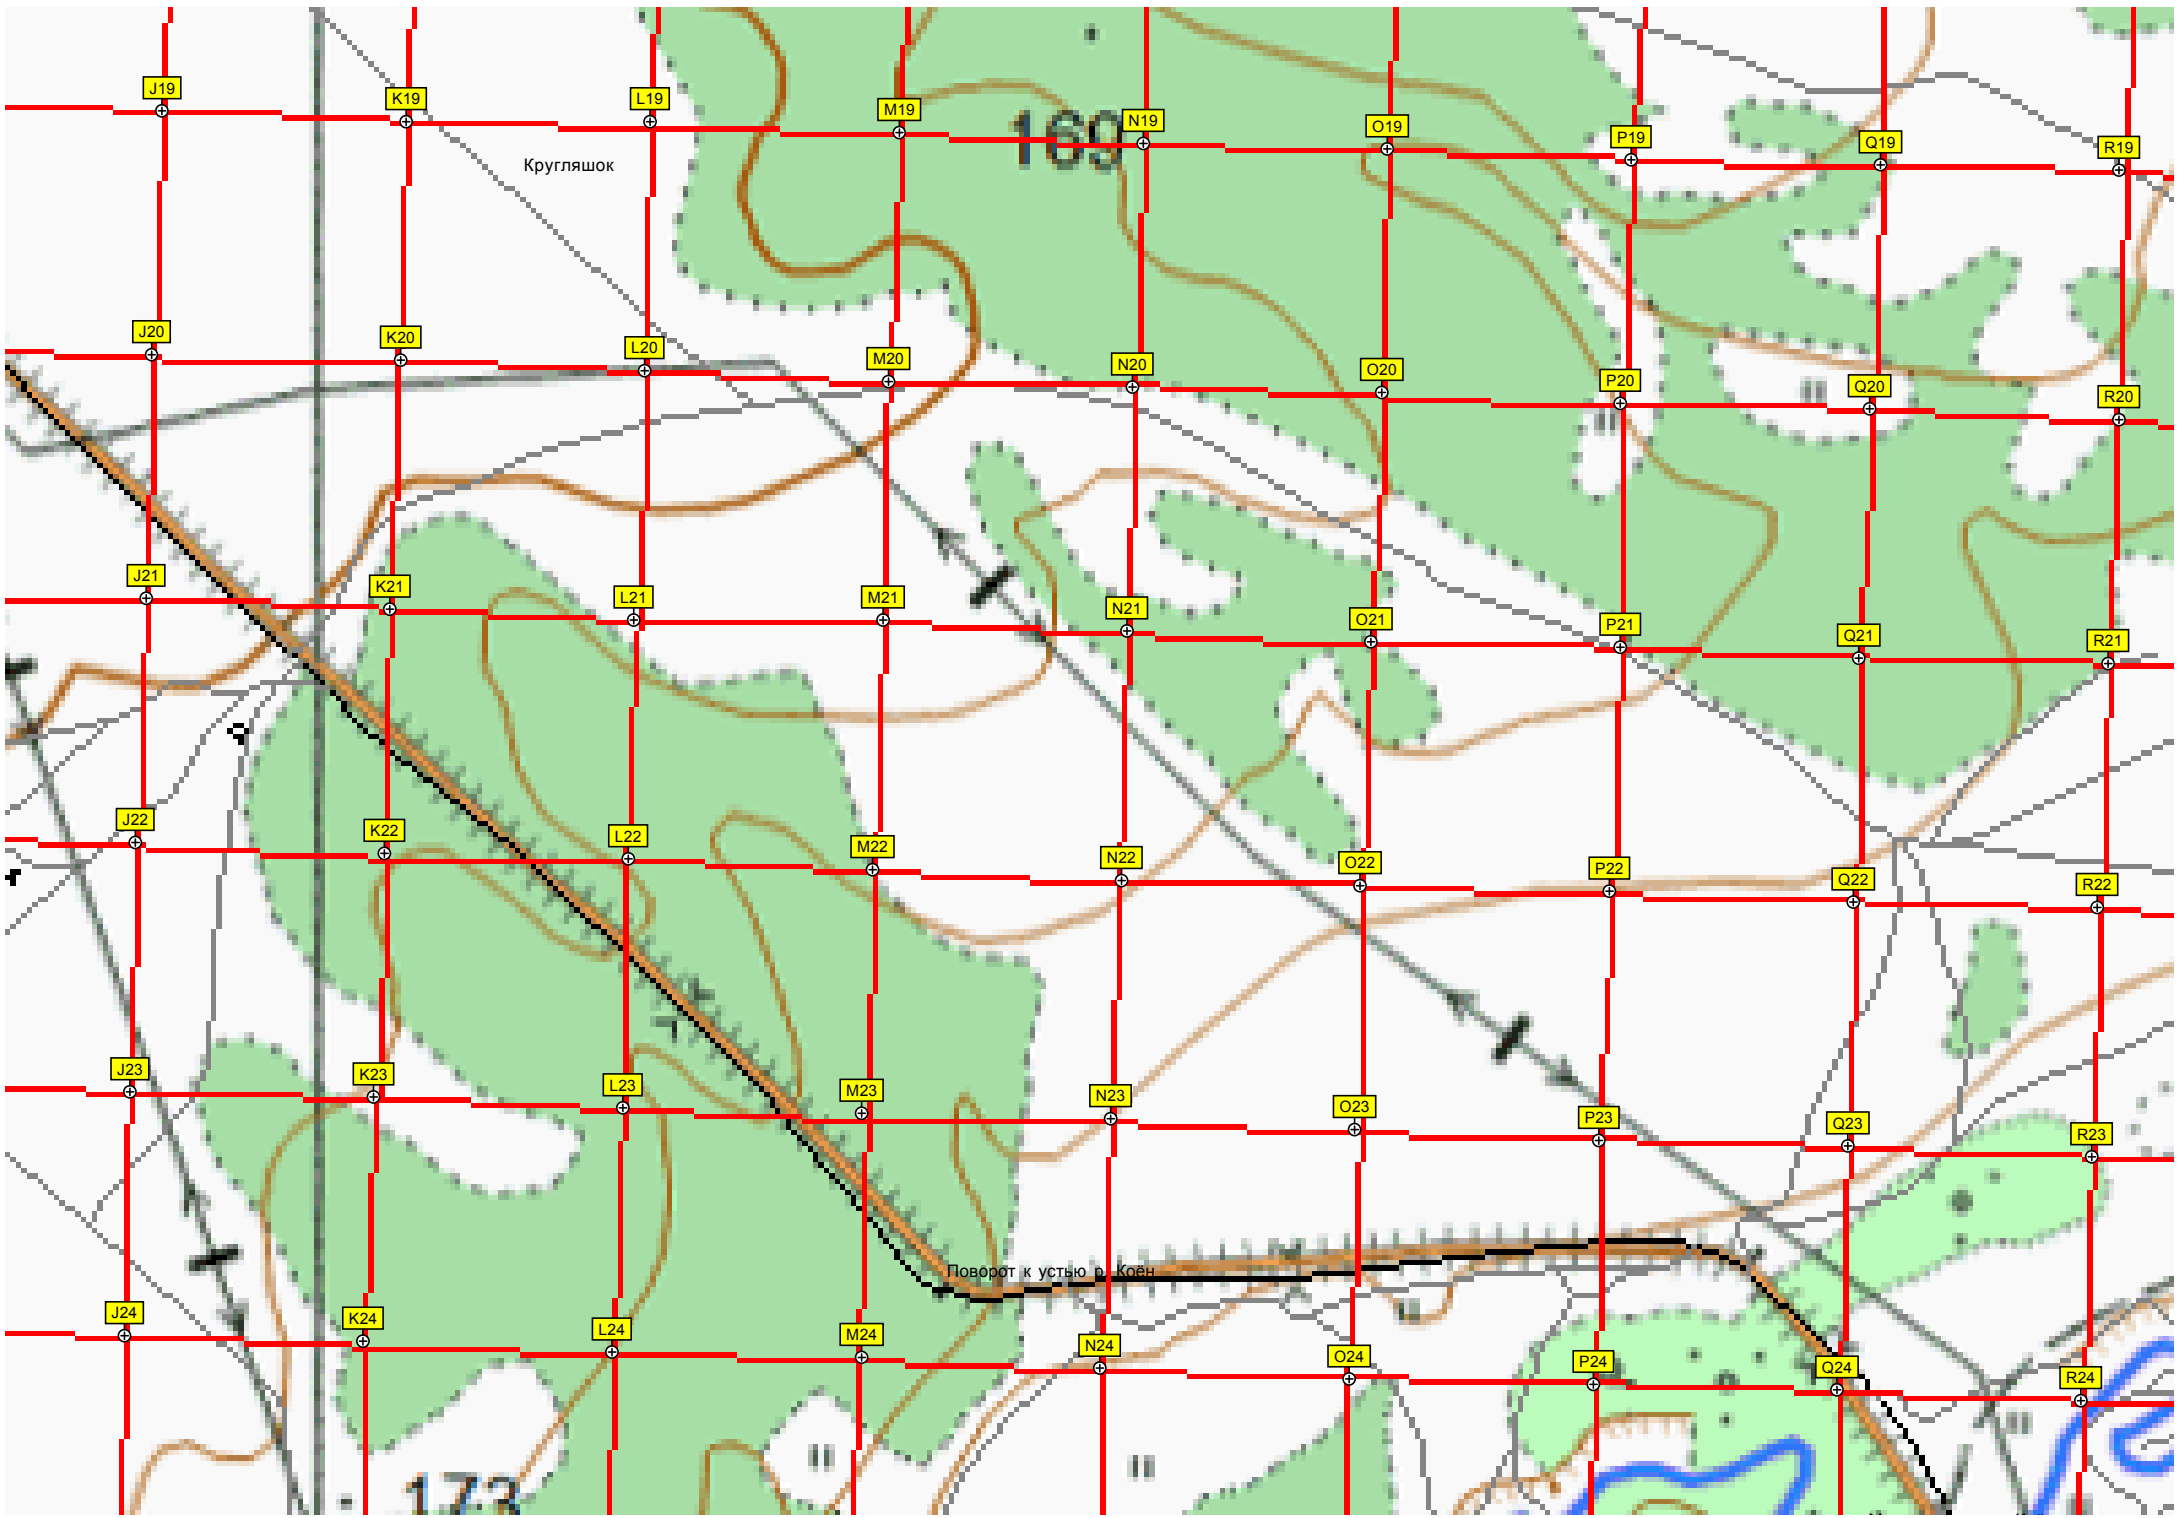 J19 K19 L19 M19 N19 O19 P19 Q19 R19
169
Кругляшок
J20 K20 L20 M20 N20 O20 P20 Q20 R20
J21 K21 L21 M21 N21 O21 P21 Q21 R21
J22 K22 L22 M22 N22 O22 P22 Q22 R22
J23 K23 L23 M23 N23 O23 P23 Q23 R23
Поворот к устью р. Коён
J24 K24 L24 M24 N24 O24 P24 Q24 R24
173